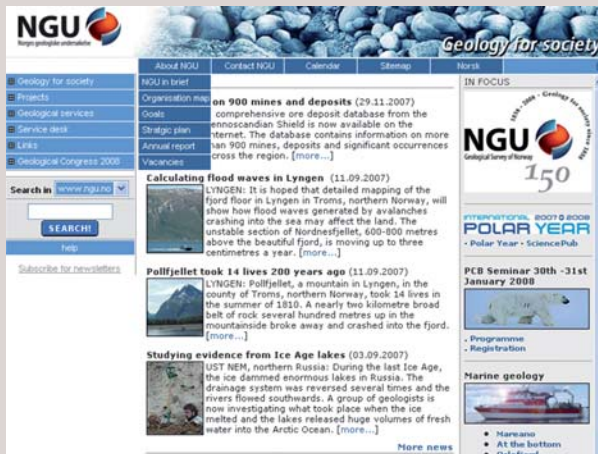 NGU
Norges geologiske undersøkelse
Geology for society
About NGU
Contact NGU
Calendar
Sitemap
Norsk
Geology for society
Projects
Geological services
Service desk
Links
Geological Congress 2008
Search in www.ngu.no
SEARCH!
help
Subscribe for newsletters
NGU in brief
Organisation map
Goals
Stratgic plan
Annual report
Vacancies
on 900 mines and deposits (29.11.2007)
comprehensive ore deposit database from the
ennoscandian Shield is now available on the
nternet. The database contains information on more
han 900 mines, deposits and significant occurrences
cross the region. [more...]
Calculating flood waves in Lyngen (11.09.2007)
LYNGEN: It is hoped that detailed mapping of the
fjord floor in Lyngen in Troms, northern Norway, will
show how flood waves generated by avalanches
crashing into the sea may affect the land. The
unstable section of Nordnesfjellet, 600-800 metres
above the beautiful fjord, is moving up to three
centimetres a year. [more...]
Pollfjellet took 14 lives 200 years ago (11.09.2007)
LYNGEN: Pollfjellet, a mountain in Lyngen, in the
county of Troms, northern Norway, took 14 lives in
the summer of 1810. A nearly two kilometre broad
belt of rock several hundred metres up in the
mountainside broke away and crashed into the fjord.
[more...]
Studying evidence from Ice Age lakes (03.09.2007)
UST NEM, northern Russia: During the last Ice Age,
the ice dammed enormous lakes in Russia. The
drainage system was reversed several times and the
rivers flowed southwards. A group of geologists is
now investigating what took place when the ice
melted and the lakes released huge volumes of fresh
water into the Arctic Ocean. [more...]
More news
IN FOCUS
1858 - 2008 - Geology for society since 1858
NGU
Geological Survey of Norway
150
INTERNATIONAL 2007 2008
POLAR YEAR
• Polar Year • SciencePub
PCB Seminar 30th -31st
January 2008
. Programme
. Registration
Marine geology
• Mareano
• At the bottom